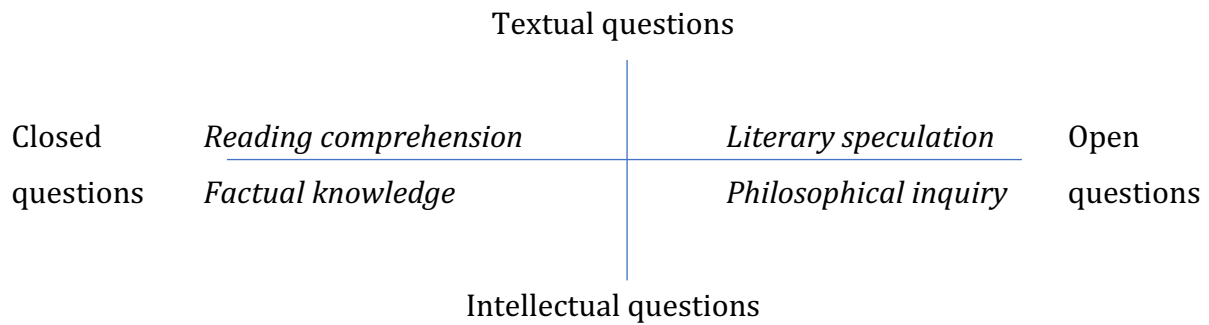 Textual questions
Closed Reading comprehension Literary speculation Open
questions Factual knowledge Philosophical inquiry questions
Intellectual questions